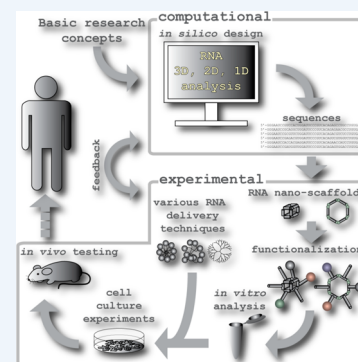 computational
Basic research
concepts
in silico design
RNA
3D, 2D, 1D
analysis
sequences
feedback
experimental
RNA nano-scaffold
various RNA
delivery
techniques
functionalization
in vivo testing
in vitro
analysis
cell
culture
experiments